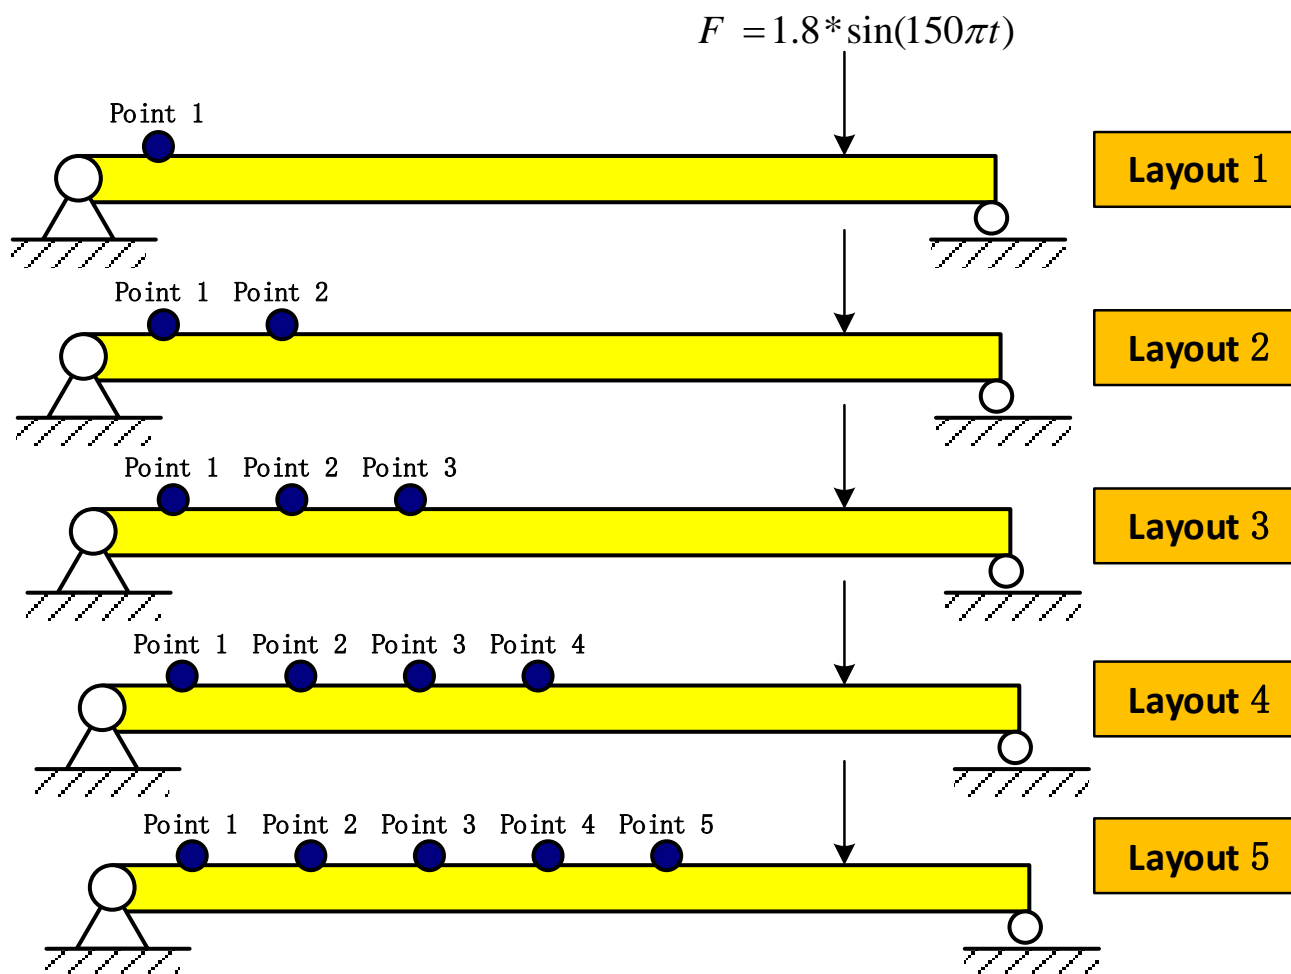 F = 1.8*sin(150πt)
Point 1
Layout 1
Point 1 Point 2
Layout 2
Point 1 Point 2 Point 3
Layout 3
Point 1 Point 2 Point 3 Point 4
Layout 4
Point 1 Point 2 Point 3 Point 4 Point 5
Layout 5